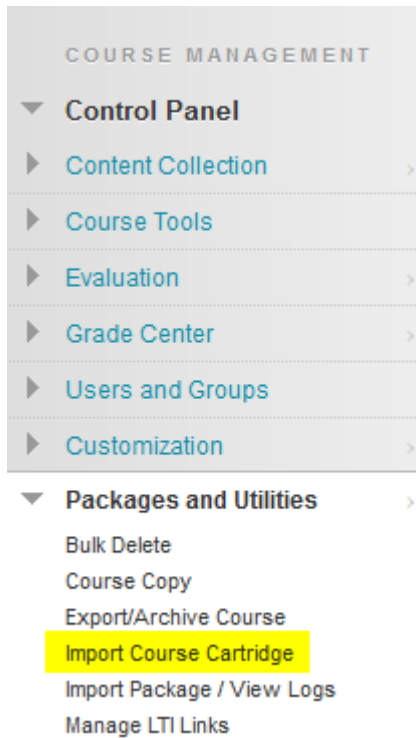 COURSE MANAGEMENT
Control Panel
Content Collection
Course Tools
Evaluation
Grade Center
Users and Groups
Customization
Packages and Utilities
Bulk Delete
Course Copy
Export/Archive Course
Import Course Cartridge
Import Package / View Logs
Manage LTI Links